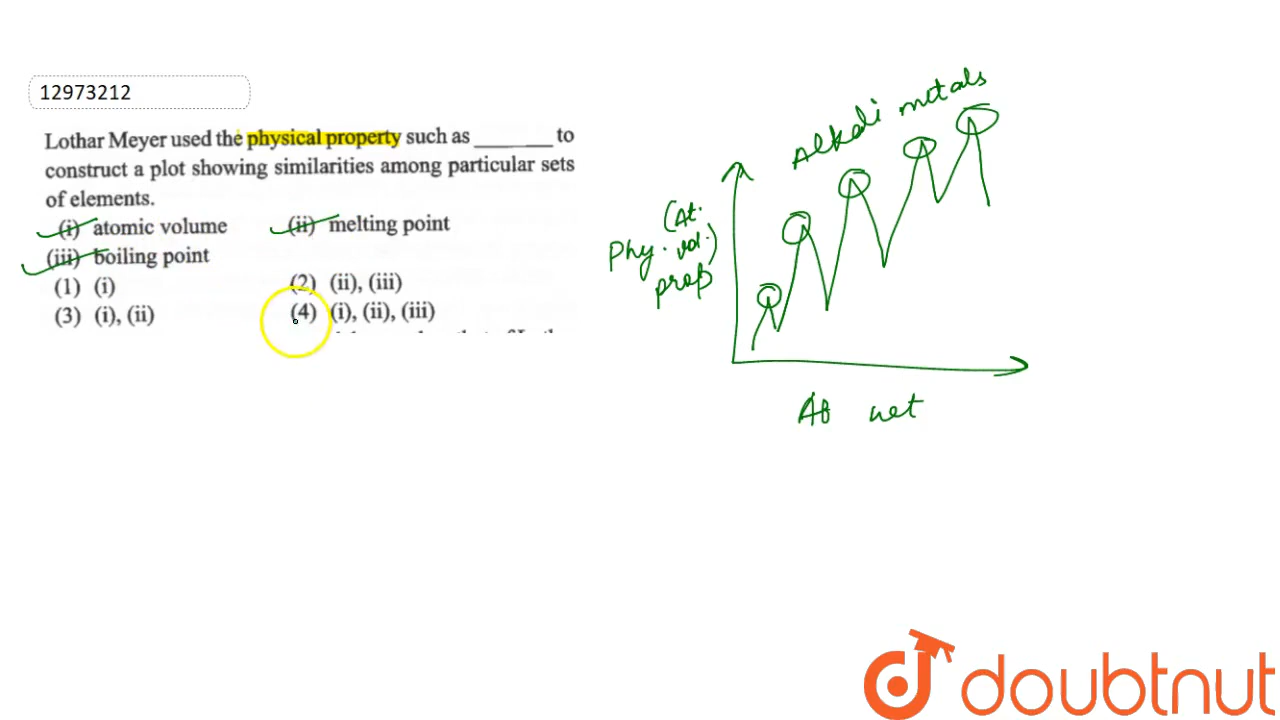 12973212
Lothar Meyer used the physical property such as ________ to
construct a plot showing similarities among particular sets
of elements.
(i) atomic volume (ii) melting point
(iii) boiling point
(1) (i) (2) (ii), (iii)
(3) (i), (ii) (4) (i), (ii), (iii)
Alkali metals
(At.
Phy. vol.)
prop
At wet
doubtnut